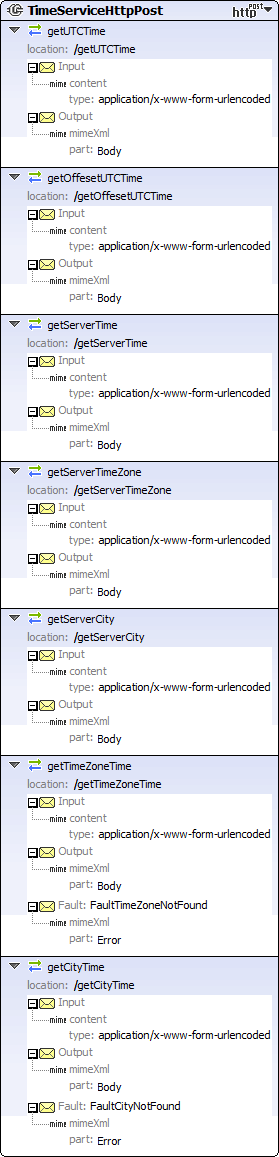 TimeServiceHttpPost http POST
getUTCTime
location: /getUTCTime
Input
mime content
type: application/x-www-form-urlencoded
Output
mime mimeXml
part: Body
getOffesetUTCTime
location: /getOffesetUTCTime
Input
mime content
type: application/x-www-form-urlencoded
Output
mime mimeXml
part: Body
getServerTime
location: /getServerTime
Input
mime content
type: application/x-www-form-urlencoded
Output
mime mimeXml
part: Body
getServerTimeZone
location: /getServerTimeZone
Input
mime content
type: application/x-www-form-urlencoded
Output
mime mimeXml
part: Body
getServerCity
location: /getServerCity
Input
mime content
type: application/x-www-form-urlencoded
Output
mime mimeXml
part: Body
getTimeZoneTime
location: /getTimeZoneTime
Input
mime content
type: application/x-www-form-urlencoded
Output
mime mimeXml
part: Body
Fault: FaultTimeZoneNotFound
mime mimeXml
part: Error
getCityTime
location: /getCityTime
Input
mime content
type: application/x-www-form-urlencoded
Output
mime mimeXml
part: Body
Fault: FaultCityNotFound
mime mimeXml
part: Error